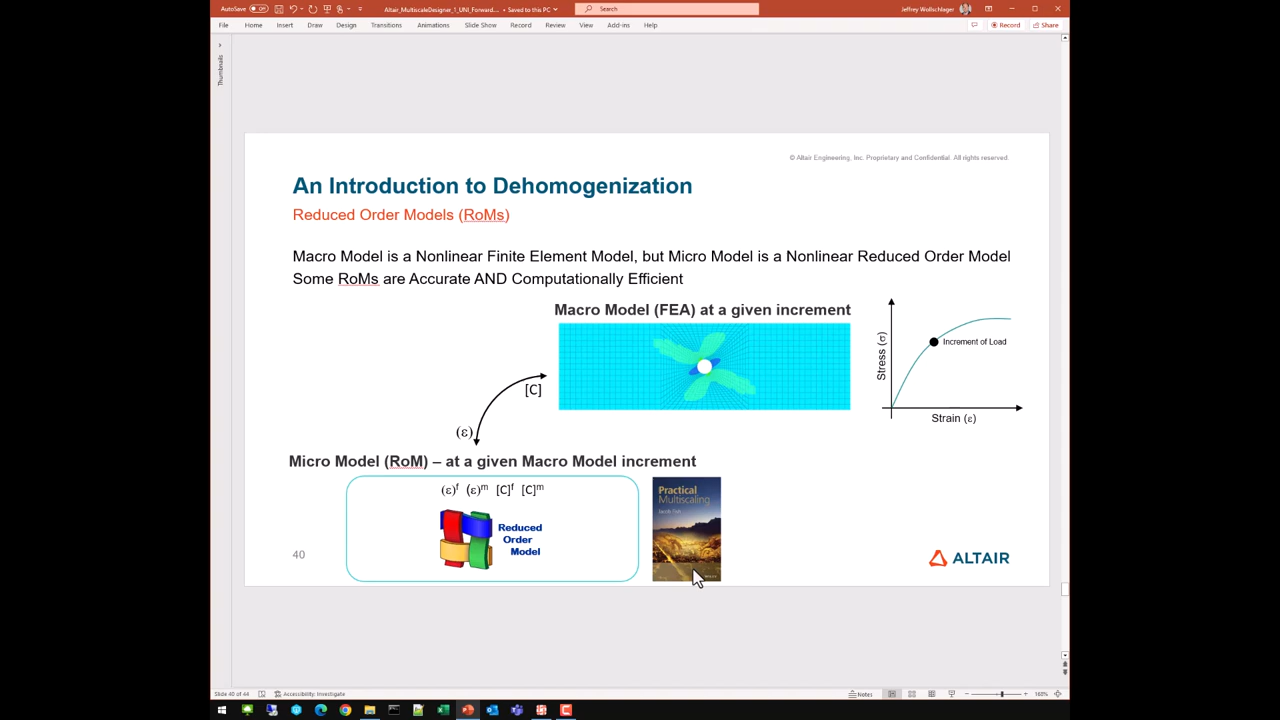 AutoSave Off
Altair_MultiscaleDesigner_1_UNI_Forward... • Saved to this PC
Search
Jeffrey Wollschlager
File Home Insert Draw Design Transitions Animations Slide Show Record Review View Add-ins Help
Record Share
Thumbnails
© Altair Engineering, Inc. Proprietary and Confidential. All rights reserved.
An Introduction to Dehomogenization
Reduced Order Models (RoMs)
Macro Model is a Nonlinear Finite Element Model, but Micro Model is a Nonlinear Reduced Order Model
Some RoMs are Accurate AND Computationally Efficient
Macro Model (FEA) at a given increment
Stress (σ)
Increment of Load
Strain (ε)
[C]
(ε)
Micro Model (RoM) – at a given Macro Model increment
(ε)ᶠ (ε)ᵐ [C]ᶠ [C]ᵐ
Reduced
Order
Model
Practical
Multiscaling
Jacob Fish
40
ALTAIR
Slide 40 of 44
Accessibility: Investigate
Notes
160%